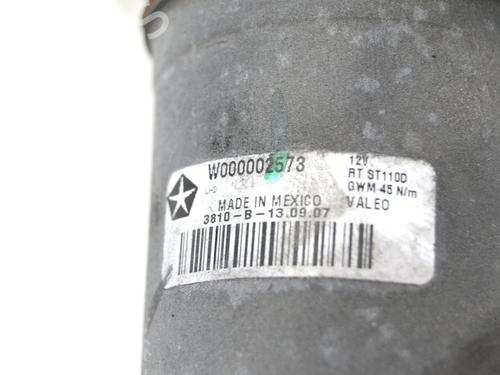 W000002573
LHD
MADE IN MEXICO
3810-B-13.09.07
12V.
RT ST110D
GWM 45 N/m
VALEO